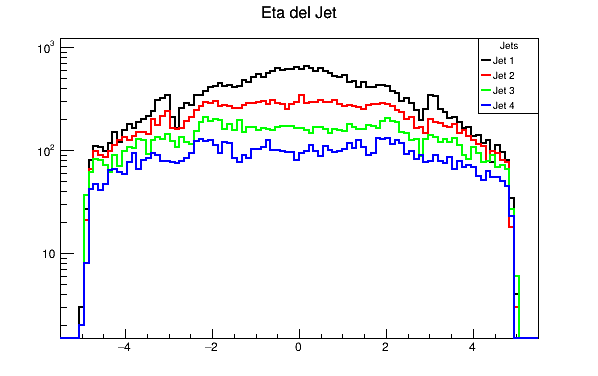 Eta del Jet
Jets
Jet 1
Jet 2
Jet 3
Jet 4
10³
10²
10
−4 −2 0 2 4